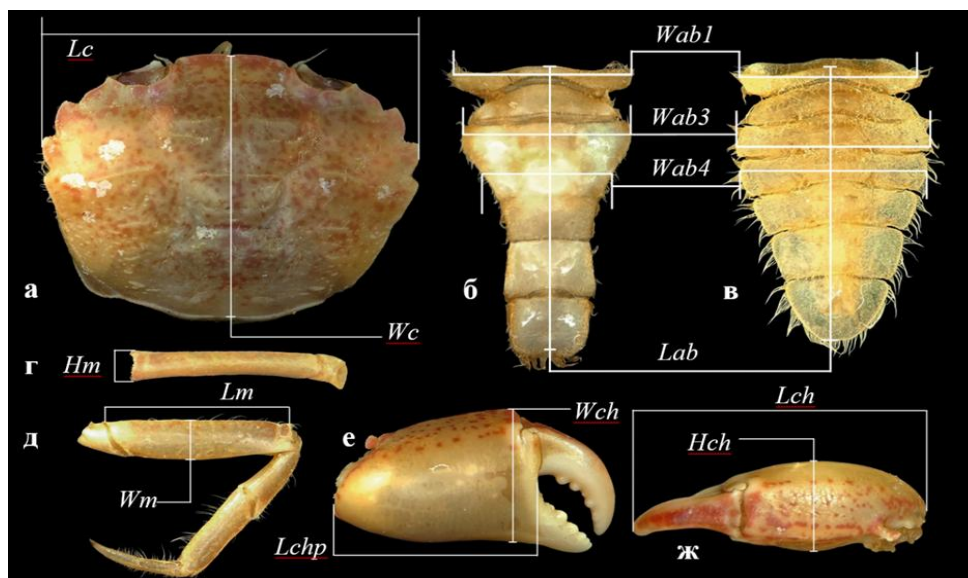 Lc
Wab1
Wab3
Wab4
а
б
в
Wc
Lab
г
Hm
Lm
Lch
д
е
Wch
Hch
Wm
Lchp
ж